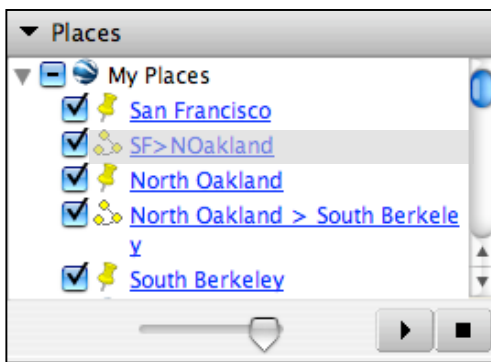 Places
My Places
San Francisco
SF>NOakland
North Oakland
North Oakland > South Berkele
y
South Berkeley